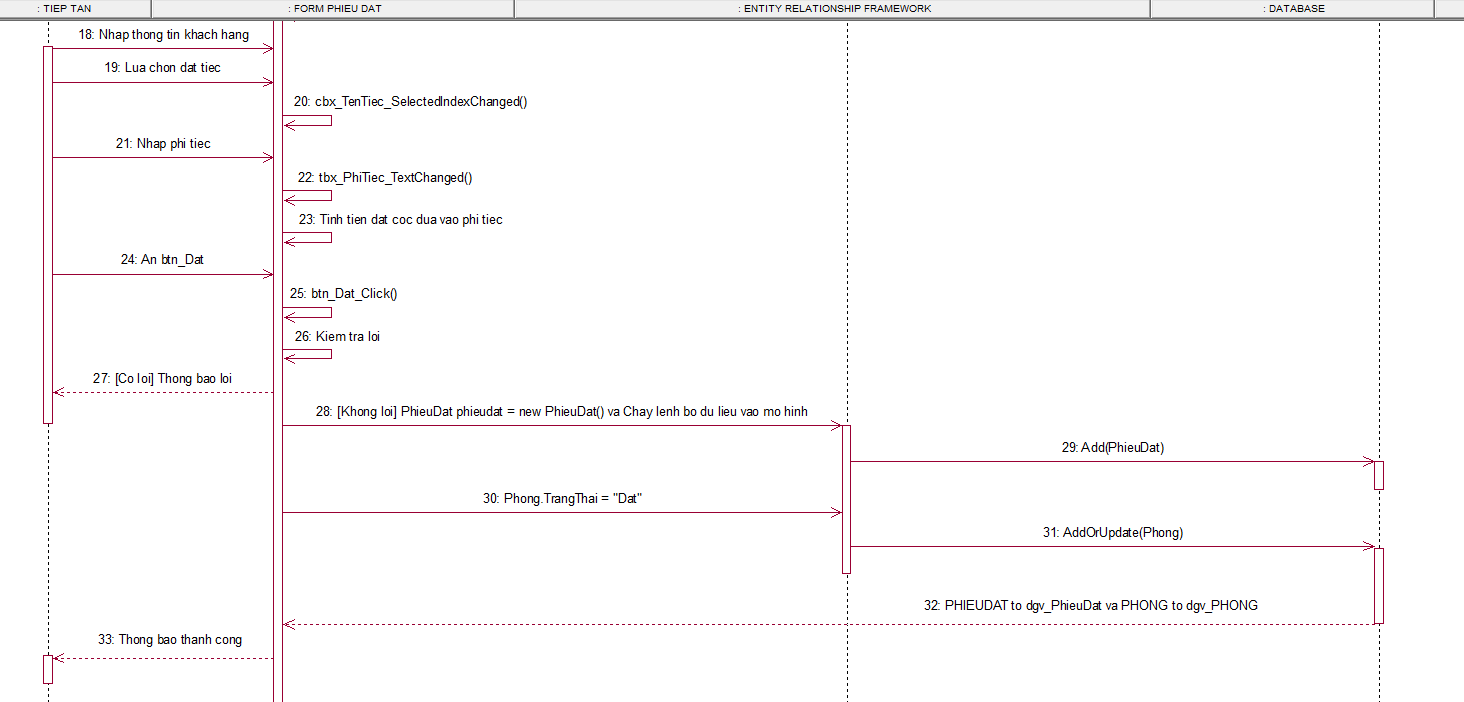 : TIEP TAN
: FORM PHIEU DAT
: ENTITY RELATIONSHIP FRAMEWORK
: DATABASE
18: Nhap thong tin khach hang
19: Lua chon dat tiec
20: cbx_TenTiec_SelectedIndexChanged()
21: Nhap phi tiec
22: tbx_PhiTiec_TextChanged()
23: Tinh tien dat coc dua vao phi tiec
24: An btn_Dat
25: btn_Dat_Click()
26: Kiem tra loi
27: [Co loi] Thong bao loi
28: [Khong loi] PhieuDat phieudat = new PhieuDat() va Chay lenh bo du lieu vao mo hinh
29: Add(PhieuDat)
30: Phong.TrangThai = "Dat"
31: AddOrUpdate(Phong)
32: PHIEUDAT to dgv_PhieuDat va PHONG to dgv_PHONG
33: Thong bao thanh cong